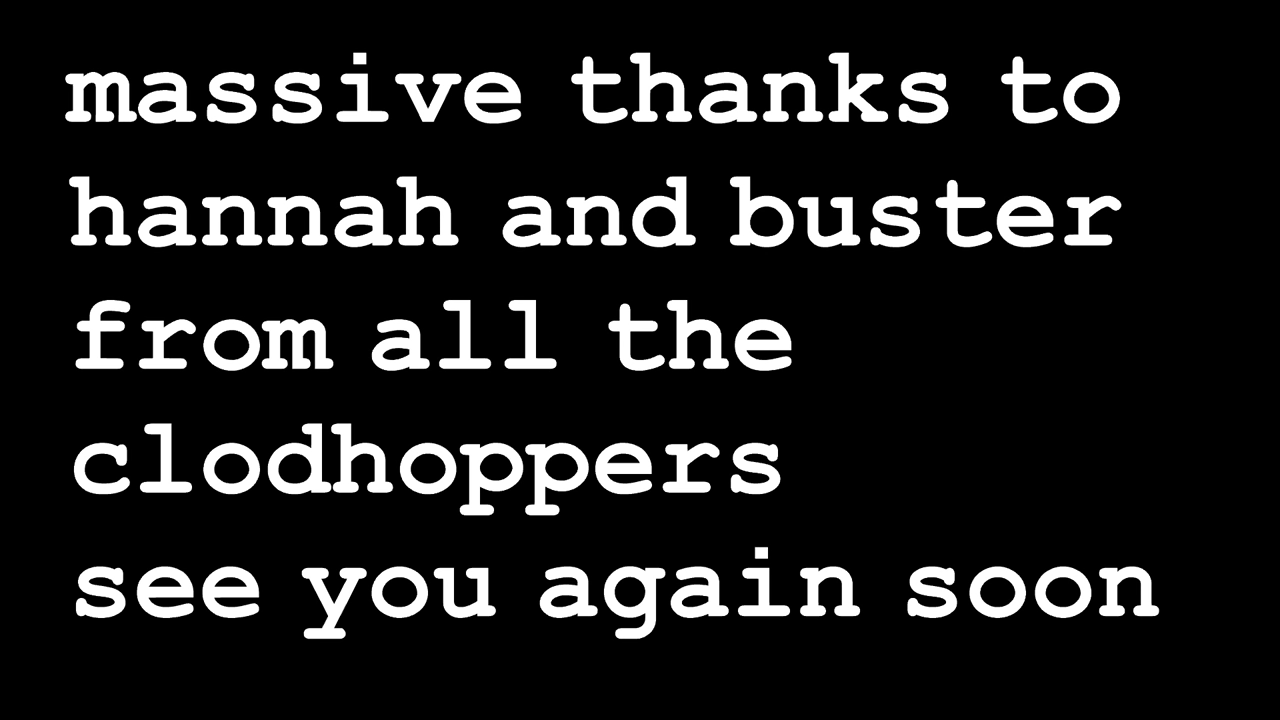 massive thanks to
hannah and buster
from all the
clodhoppers
see you again soon